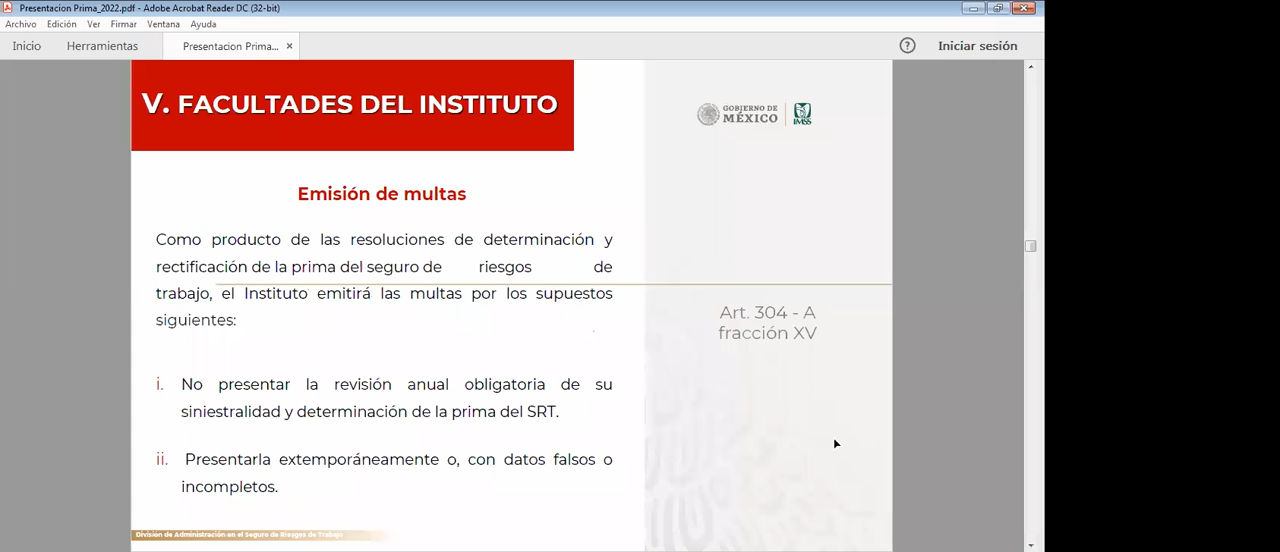 Presentacion Prima_2022.pdf - Adobe Acrobat Reader DC (32-bit)
Archivo Edición Ver Firmar Ventana Ayuda
Inicio Herramientas Presentacion Prima... × ? Iniciar sesión
V. FACULTADES DEL INSTITUTO
GOBIERNO DE
MÉXICO
IMSS
Emisión de multas
Como producto de las resoluciones de determinación y
rectificación de la prima del seguro de riesgos de
trabajo, el Instituto emitirá las multas por los supuestos
siguientes:
Art. 304 - A
fracción XV
i. No presentar la revisión anual obligatoria de su
siniestralidad y determinación de la prima del SRT.
ii. Presentarla extemporáneamente o, con datos falsos o
incompletos.
División de Administración en el Seguro de Riesgos de Trabajo